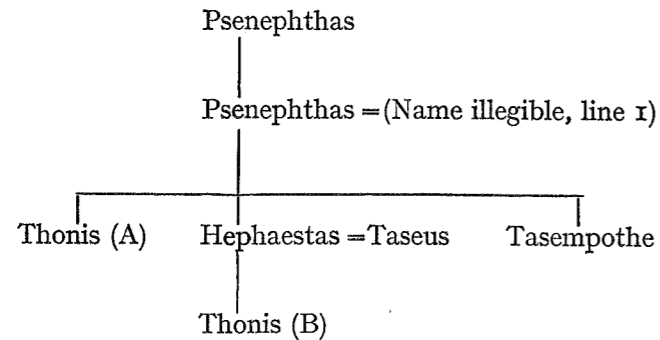 Psenephthas
Psenephthas = (Name illegible, line 1)
Thonis (A) Hephaestas = Taseus Tasempothe
Thonis (B)